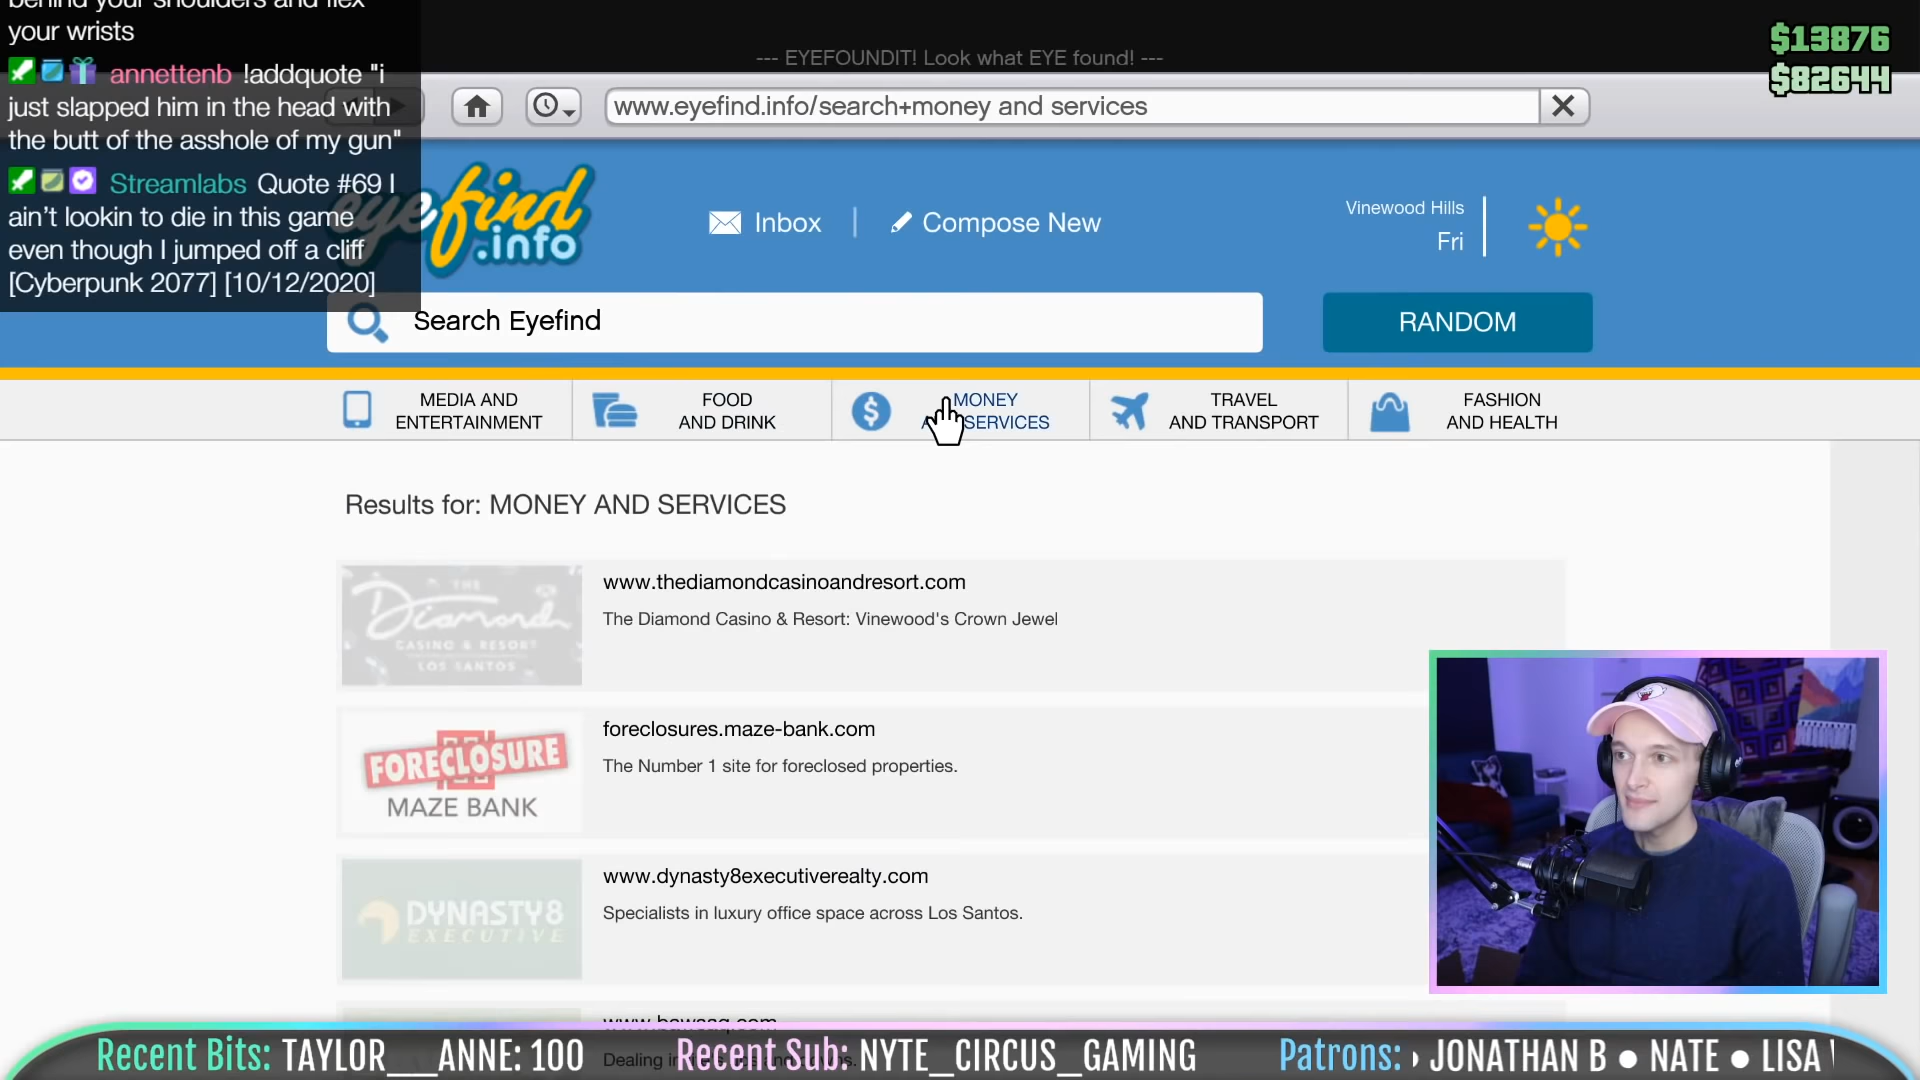 behind your shoulders and flex
your wrists
annettenb !addquote "i
just slapped him in the head with
the butt of the asshole of my gun"
Streamlabs Quote #69 I
ain't lookin to die in this game
even though I jumped off a cliff
[Cyberpunk 2077] [10/12/2020]
--- EYEFOUNDIT! Look what EYE found! ---
$13876
$82644
www.eyefind.info/search+money and services
eyefind
.info
Inbox
Compose New
Vinewood Hills
Fri
Search Eyefind
RANDOM
MEDIA AND
ENTERTAINMENT
FOOD
AND DRINK
MONEY
AND SERVICES
TRAVEL
AND TRANSPORT
FASHION
AND HEALTH
Results for: MONEY AND SERVICES
THE
Diamond
CASINO & RESORT
LOS SANTOS
www.thediamondcasinoandresort.com
The Diamond Casino & Resort: Vinewood's Crown Jewel
FORECLOSURE
MAZE BANK
foreclosures.maze-bank.com
The Number 1 site for foreclosed properties.
DYNASTY8
EXECUTIVE
www.dynasty8executiverealty.com
Specialists in luxury office space across Los Santos.
www.bawsaq.com
Recent Bits: TAYLOR___ANNE: 100
Recent Sub: NYTE_CIRCUS_GAMING
Patrons: JONATHAN B ● NATE ● LISA